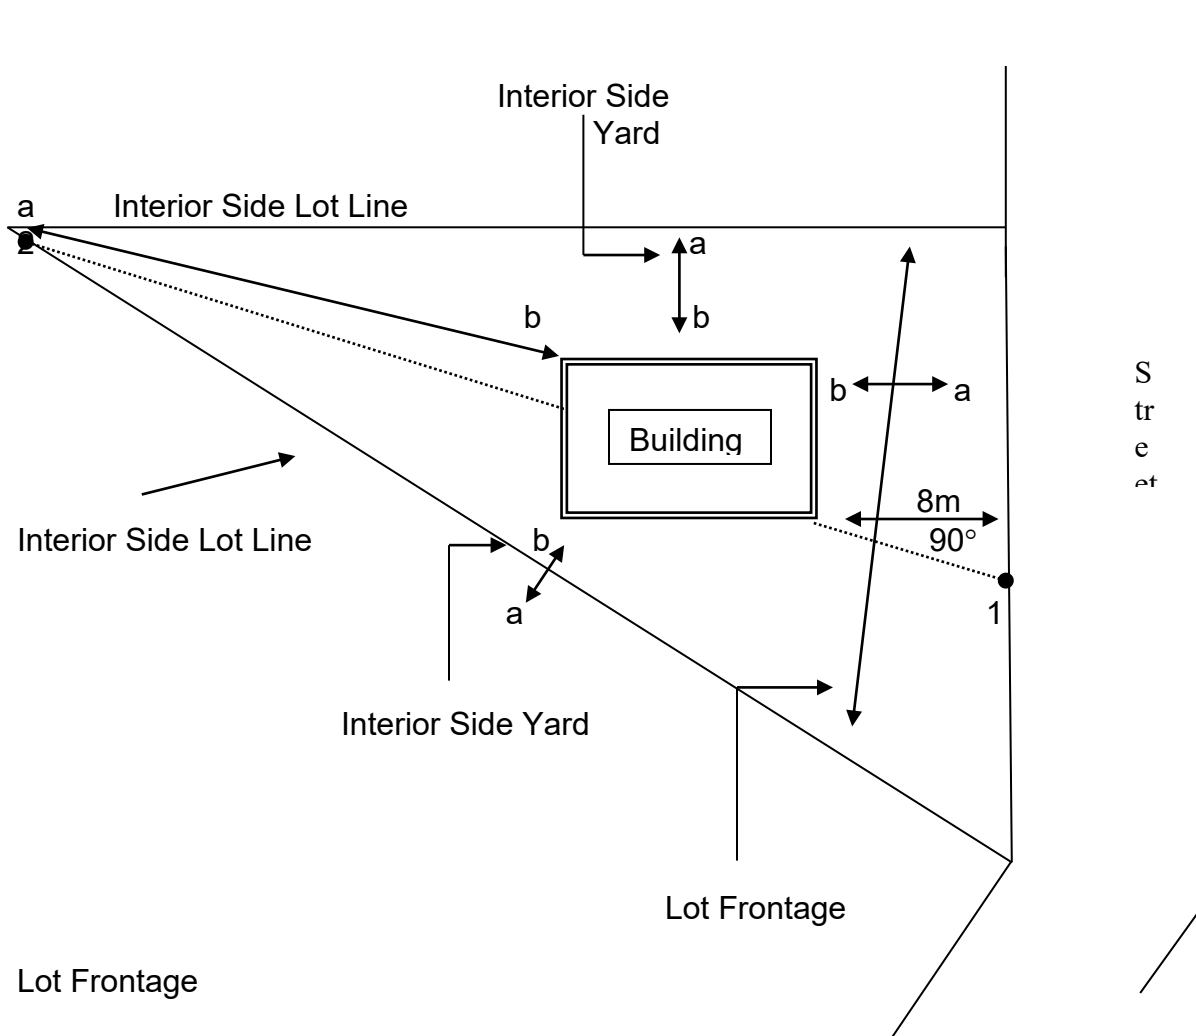 Interior Side
Yard
a
Interior Side Lot Line
2
a
b
b
b
a
S
tr
e
et
Building
8m
90°
Interior Side Lot Line
b
a
1
Interior Side Yard
Lot Frontage
Lot Frontage